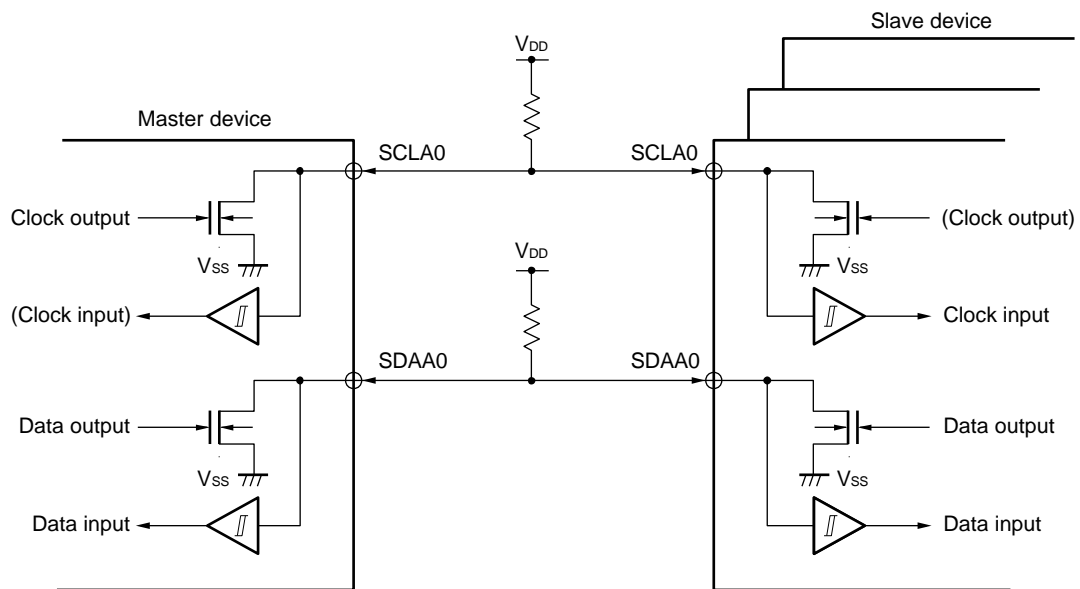 Slave device
VDD
Master device
SCLA0 SCLA0
Clock output (Clock output)
VSS VSS
VDD
(Clock input) Clock input
SDAA0 SDAA0
Data output Data output
VSS VSS
Data input Data input